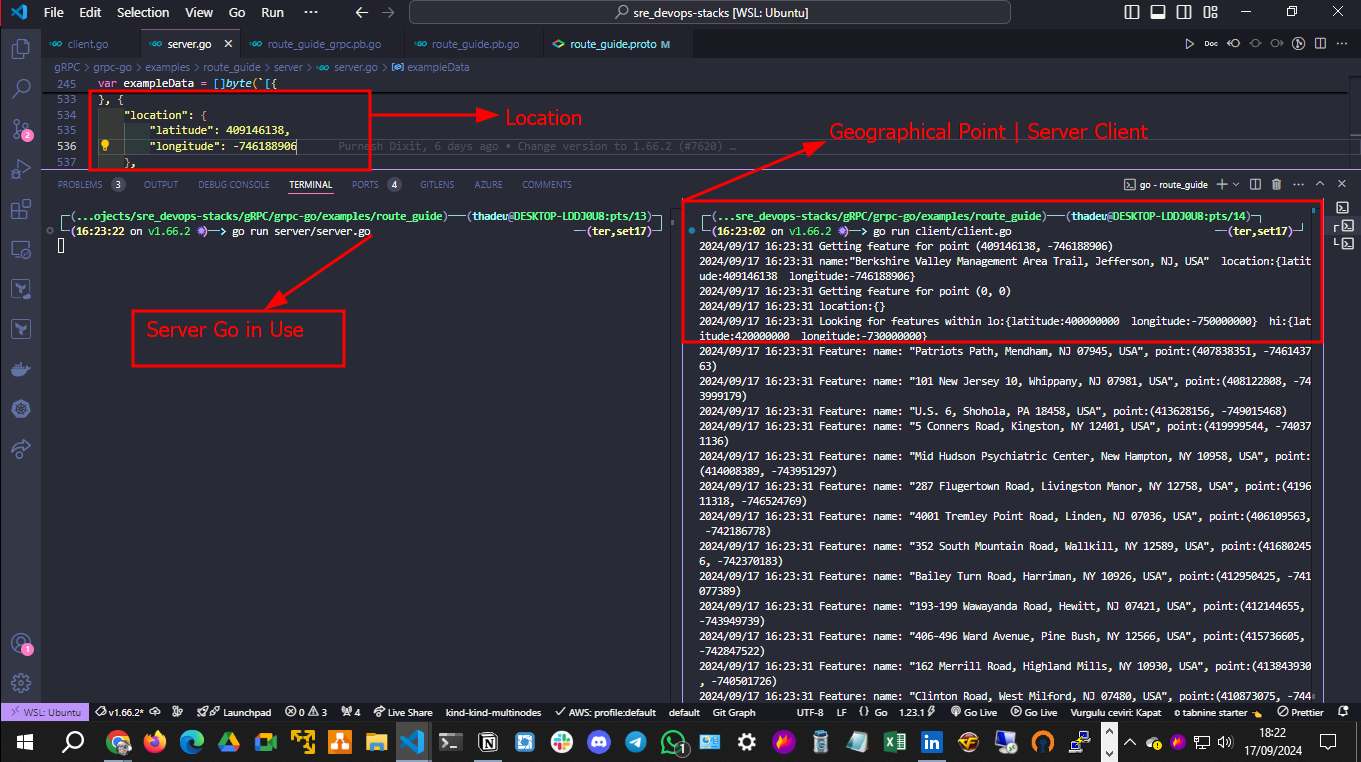 File Edit Selection View Go Run ··· sre_devops-stacks [WSL: Ubuntu]
client.go server.go route_guide_grpc.pb.go route_guide.pb.go route_guide.proto M
gRPC > grpc-go > examples > route_guide > server > server.go > exampleData
245 var exampleData = []byte(`[{
533 }, {
534 "location": {
535 "latitude": 409146138,
536 "longitude": -746188906 Purnesh Dixit, 6 days ago • Change version to 1.66.2 (#7620) …
537 },
Location
Geographical Point | Server Client
PROBLEMS 3 OUTPUT DEBUG CONSOLE TERMINAL PORTS 4 GITLENS AZURE COMMENTS
go - route_guide
(...ojects/sre_devops-stacks/gRPC/grpc-go/examples/route_guide)──(thadeu@DESKTOP-LDDJ0U8:pts/13)
(16:23:22 on v1.66.2 ✹)──> go run server/server.go ──(ter,set17)
Server Go in Use
(...sre_devops-stacks/gRPC/grpc-go/examples/route_guide)──(thadeu@DESKTOP-LDDJ0U8:pts/14)
(16:23:02 on v1.66.2 ✹)──> go run client/client.go ──(ter,set17)
2024/09/17 16:23:31 Getting feature for point (409146138, -746188906)
2024/09/17 16:23:31 name:"Berkshire Valley Management Area Trail, Jefferson, NJ, USA" location:{latit
ude:409146138 longitude:-746188906}
2024/09/17 16:23:31 Getting feature for point (0, 0)
2024/09/17 16:23:31 location:{}
2024/09/17 16:23:31 Looking for features within lo:{latitude:400000000 longitude:-750000000} hi:{lat
itude:420000000 longitude:-730000000}
2024/09/17 16:23:31 Feature: name: "Patriots Path, Mendham, NJ 07945, USA", point:(407838351, -7461437
63)
2024/09/17 16:23:31 Feature: name: "101 New Jersey 10, Whippany, NJ 07981, USA", point:(408122808, -74
3999179)
2024/09/17 16:23:31 Feature: name: "U.S. 6, Shohola, PA 18458, USA", point:(413628156, -749015468)
2024/09/17 16:23:31 Feature: name: "5 Conners Road, Kingston, NY 12401, USA", point:(419999544, -74037
1136)
2024/09/17 16:23:31 Feature: name: "Mid Hudson Psychiatric Center, New Hampton, NY 10958, USA", point:
(414008389, -743951297)
2024/09/17 16:23:31 Feature: name: "287 Flugertown Road, Livingston Manor, NY 12758, USA", point:(4196
11318, -746524769)
2024/09/17 16:23:31 Feature: name: "4001 Tremley Point Road, Linden, NJ 07036, USA", point:(406109563,
-742186778)
2024/09/17 16:23:31 Feature: name: "352 South Mountain Road, Wallkill, NY 12589, USA", point:(41680245
6, -742370183)
2024/09/17 16:23:31 Feature: name: "Bailey Turn Road, Harriman, NY 10926, USA", point:(412950425, -741
077389)
2024/09/17 16:23:31 Feature: name: "193-199 Wawayanda Road, Hewitt, NJ 07421, USA", point:(412144655,
-743949739)
2024/09/17 16:23:31 Feature: name: "406-496 Ward Avenue, Pine Bush, NY 12566, USA", point:(415736605,
-742847522)
2024/09/17 16:23:31 Feature: name: "162 Merrill Road, Highland Mills, NY 10930, USA", point:(413843930
, -740501726)
2024/09/17 16:23:31 Feature: name: "Clinton Road, West Milford, NJ 07480, USA", point:(410873075, -744
WSL: Ubuntu v1.66.2* Launchpad 0 3 4 Live Share kind-kind-multinodes AWS: profile:default default Git Graph UTF-8 LF {} Go 1.23.1 Go Live Go Live Vurgulu çeviri: Kapat tabnine starter Prettier
18:22
17/09/2024